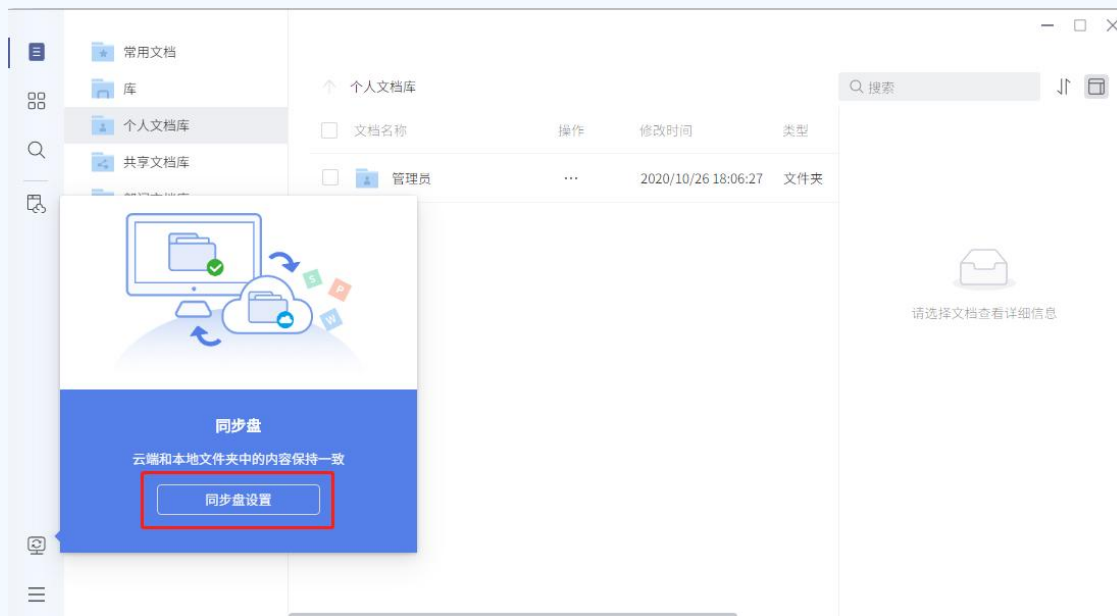 常用文档
库
个人文档库
共享文档库
个人文档库
搜索
文档名称 操作 修改时间 类型
管理员 ... 2020/10/26 18:06:27 文件夹
S
P
W
同步盘
云端和本地文件夹中的内容保持一致
同步盘设置
请选择文档查看详细信息